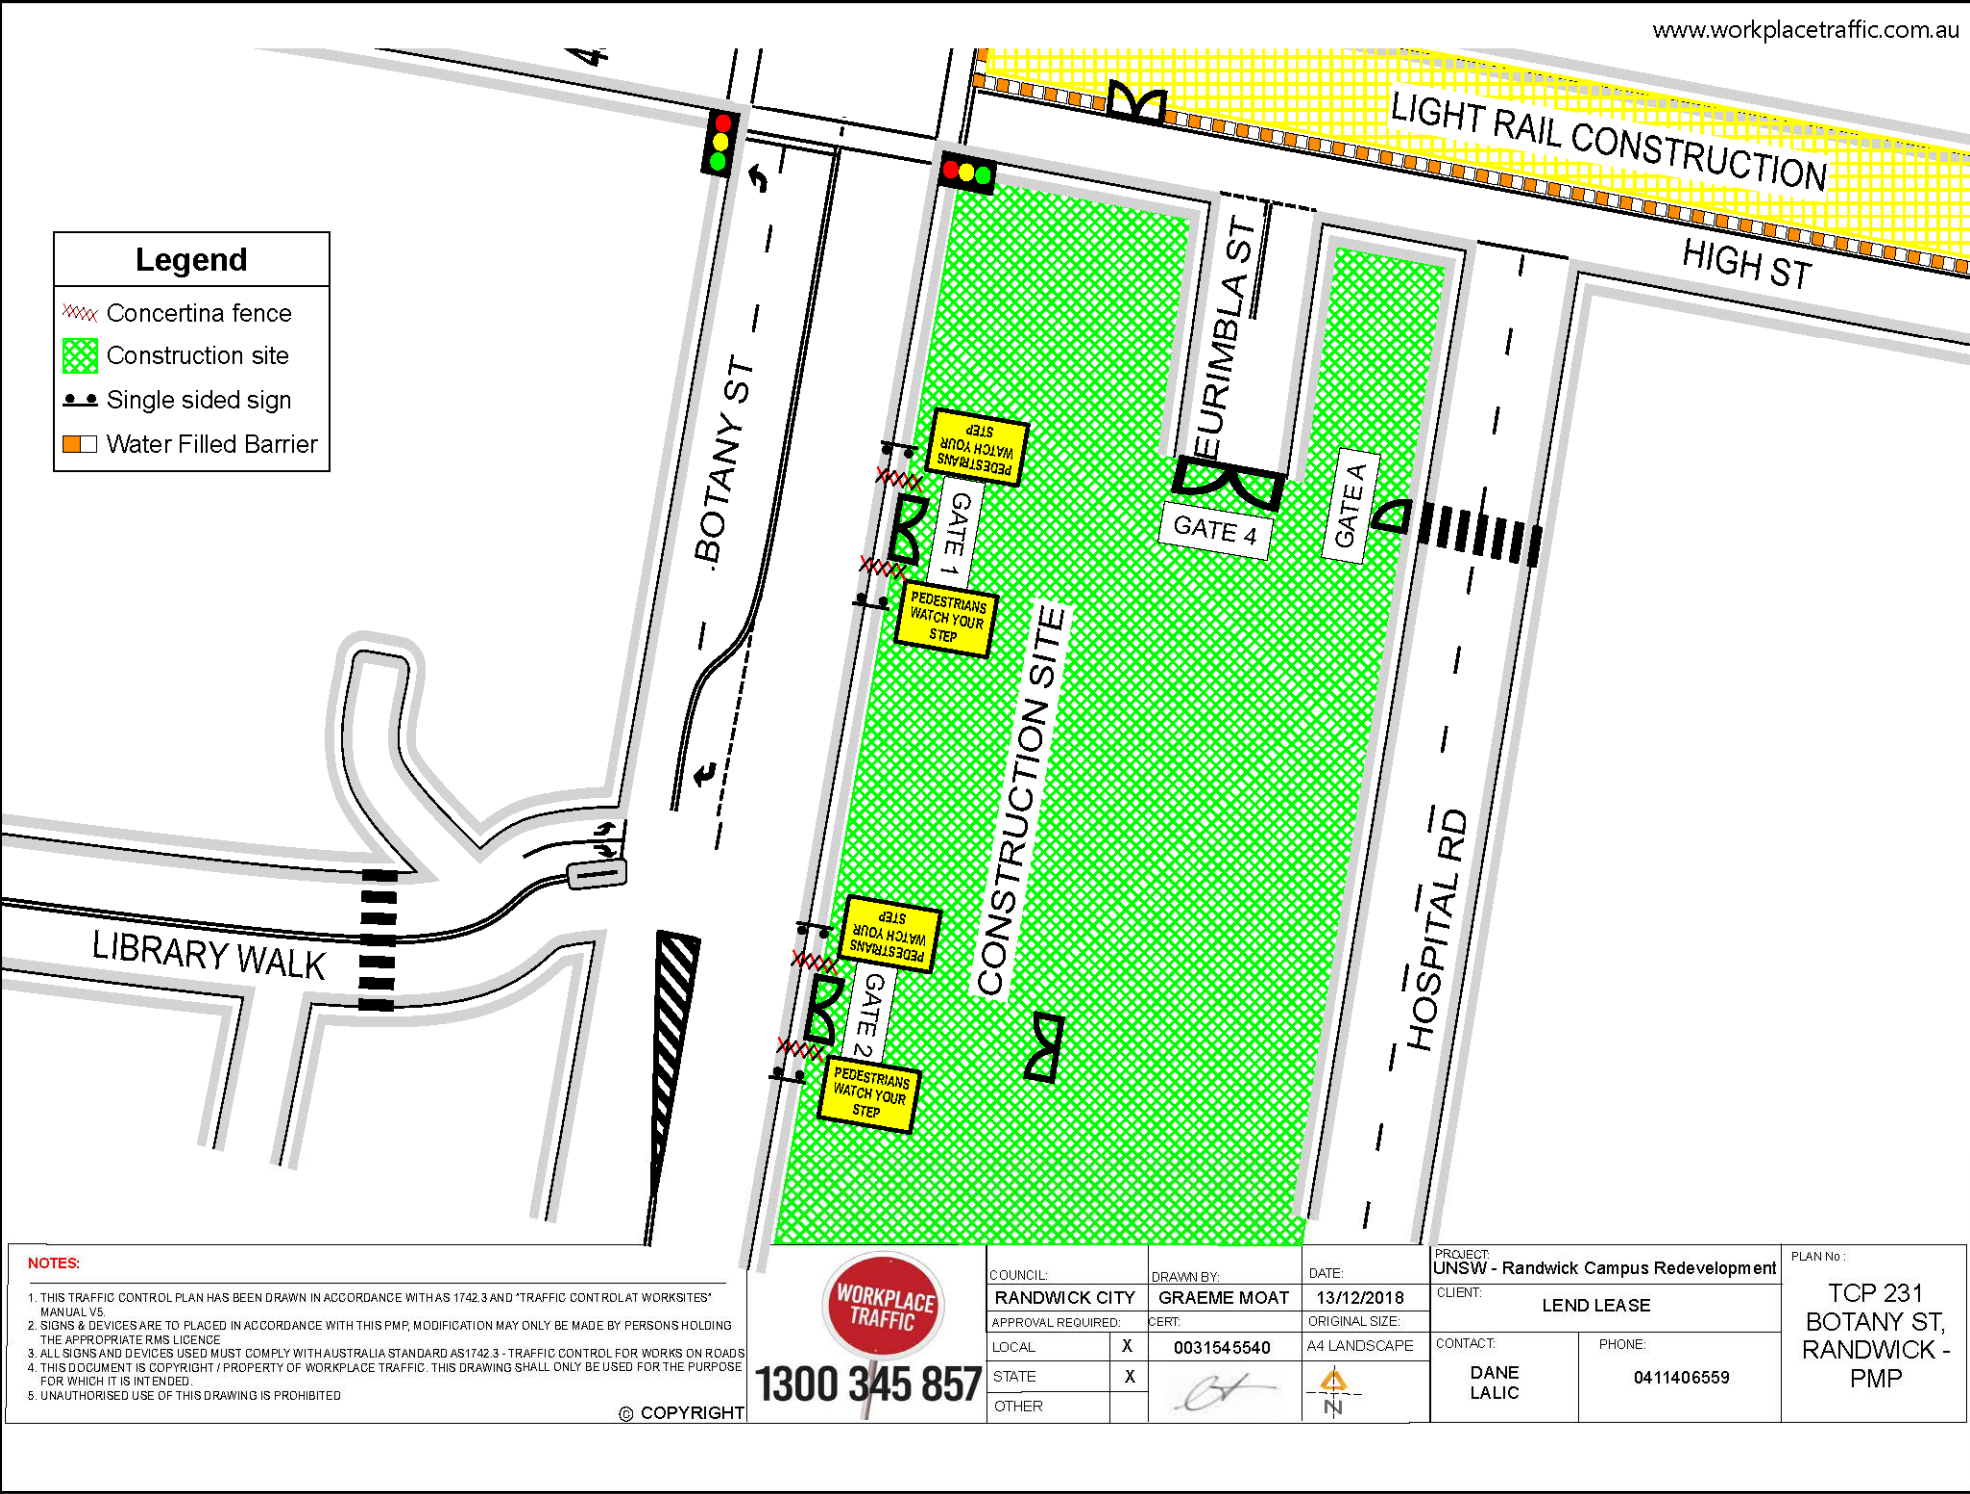 www.workplacetraffic.com.au
4
LIGHT RAIL CONSTRUCTION
HIGH ST
EURIMBLA ST
BOTANY ST
Legend
Concertina fence
Construction site
Single sided sign
Water Filled Barrier
PEDESTRIANS
WATCH YOUR
STEP
GATE 1
PEDESTRIANS
WATCH YOUR
STEP
GATE 4
GATE A
CONSTRUCTION SITE
HOSPITAL RD
LIBRARY WALK
PEDESTRIANS
WATCH YOUR
STEP
GATE 2
PEDESTRIANS
WATCH YOUR
STEP
NOTES:
1. THIS TRAFFIC CONTROL PLAN HAS BEEN DRAWN IN ACCORDANCE WITH AS 1742.3 AND "TRAFFIC CONTROL AT WORKSITES"
MANUAL V5.
2. SIGNS & DEVICES ARE TO PLACED IN ACCORDANCE WITH THIS PMP, MODIFICATION MAY ONLY BE MADE BY PERSONS HOLDING
THE APPROPRIATE RMS LICENCE
3. ALL SIGNS AND DEVICES USED MUST COMPLY WITH AUSTRALIA STANDARD AS1742.3 - TRAFFIC CONTROL FOR WORKS ON ROADS
4. THIS DOCUMENT IS COPYRIGHT / PROPERTY OF WORKPLACE TRAFFIC. THIS DRAWING SHALL ONLY BE USED FOR THE PURPOSE
FOR WHICH IT IS INTENDED.
5. UNAUTHORISED USE OF THIS DRAWING IS PROHIBITED
© COPYRIGHT
WORKPLACE
TRAFFIC
1300 345 857
COUNCIL:
RANDWICK CITY
DRAWN BY:
GRAEME MOAT
DATE:
13/12/2018
APPROVAL REQUIRED:
CERT:
ORIGINAL SIZE:
LOCAL X
0031545540
A4 LANDSCAPE
STATE X
OTHER
N
PROJECT:
UNSW - Randwick Campus Redevelopment
CLIENT:
LEND LEASE
CONTACT:
DANE
LALIC
PHONE:
0411406559
PLAN No :
TCP 231
BOTANY ST,
RANDWICK -
PMP